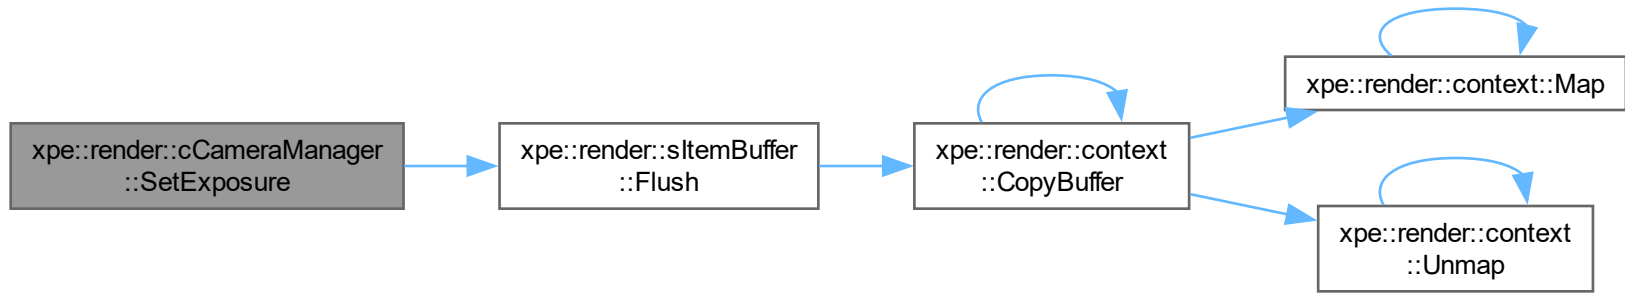 xpe::render::cCameraManager
::SetExposure
xpe::render::sItemBuffer
::Flush
xpe::render::context
::CopyBuffer
xpe::render::context::Map
xpe::render::context
::Unmap